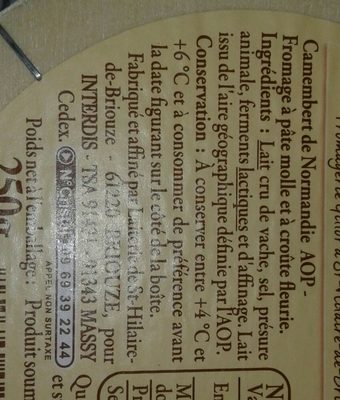 Camembert de Normandie AOP -
Fromage à pâte molle et à croûte fleurie.
Ingrédients : Lait cru de vache, sel, présure
animale, ferments lactiques et d'affinage. Lait
issu de l'aire géographique définie par l'AOP.
Conservation : À conserver entre +4 °C et
+6 °C et à consommer de préférence avant
la date figurant sur le côté de la boîte.
Fabriqué et affiné par Laiterie de St-Hilaire-
de-Briouze - 61220 BRIOUZE, pour
INTERDIS - TSA 91343 MASSY
Cedex 69 39 22 44
APPEL NON SURTAXÉ
Poids net à l'emballage :
250g
Produit soum
et s
Qu